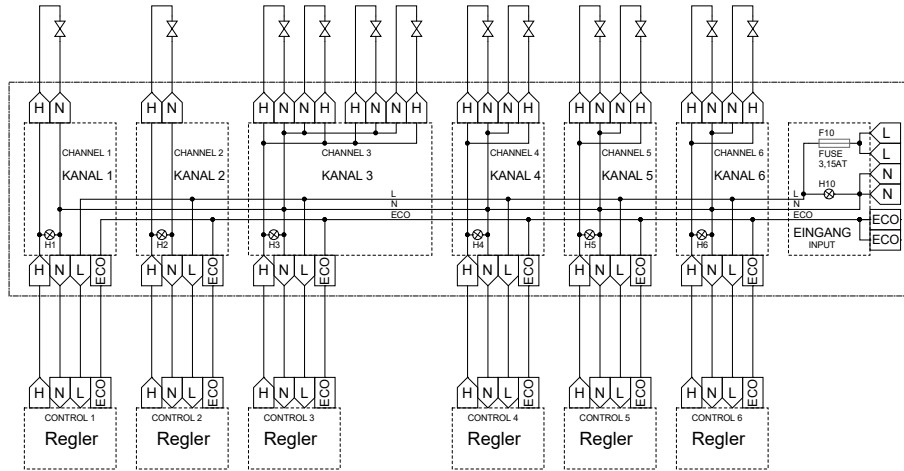 H N H N H N N H H N N H H N N H H N N H H N N H
CHANNEL 1 CHANNEL 2 CHANNEL 3 CHANNEL 4 CHANNEL 5 CHANNEL 6
KANAL 1 KANAL 2 KANAL 3 KANAL 4 KANAL 5 KANAL 6
F10
FUSE
3,15AT
L
L
N
N
H10
L L
N N
ECO ECO
ECO
ECO
EINGANG
INPUT
H1 H2 H3 H4 H5 H6
H N L ECO H N L ECO H N L ECO H N L ECO H N L ECO H N L ECO
H N L ECO H N L ECO H N L ECO H N L ECO H N L ECO H N L ECO
CONTROL 1 CONTROL 2 CONTROL 3 CONTROL 4 CONTROL 5 CONTROL 6
Regler Regler Regler Regler Regler Regler